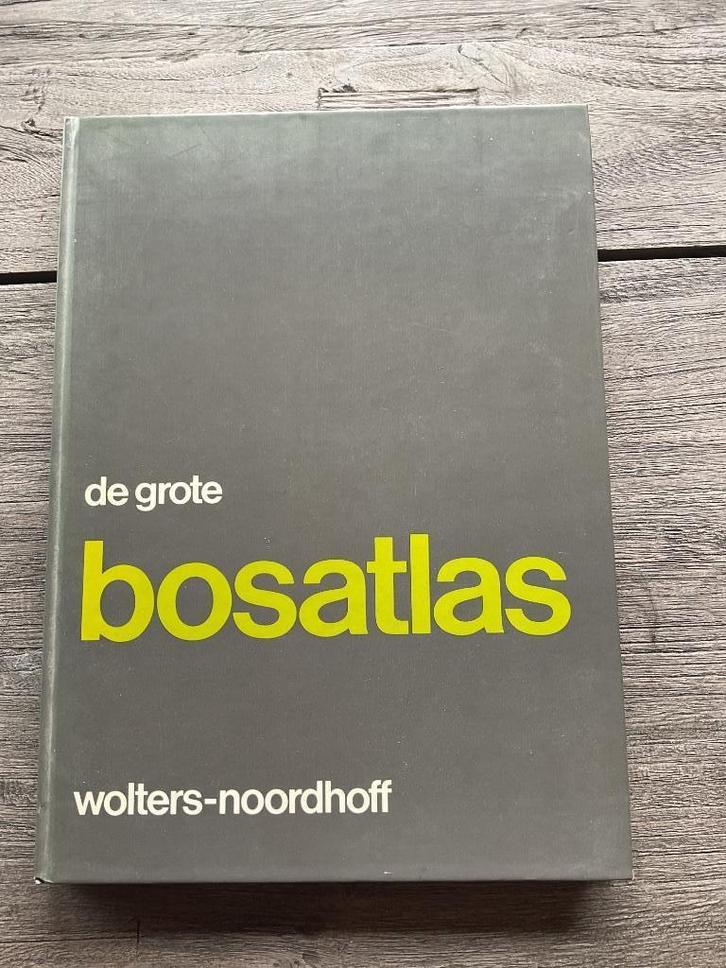 de grote
bosatlas
wolters-noordhoff